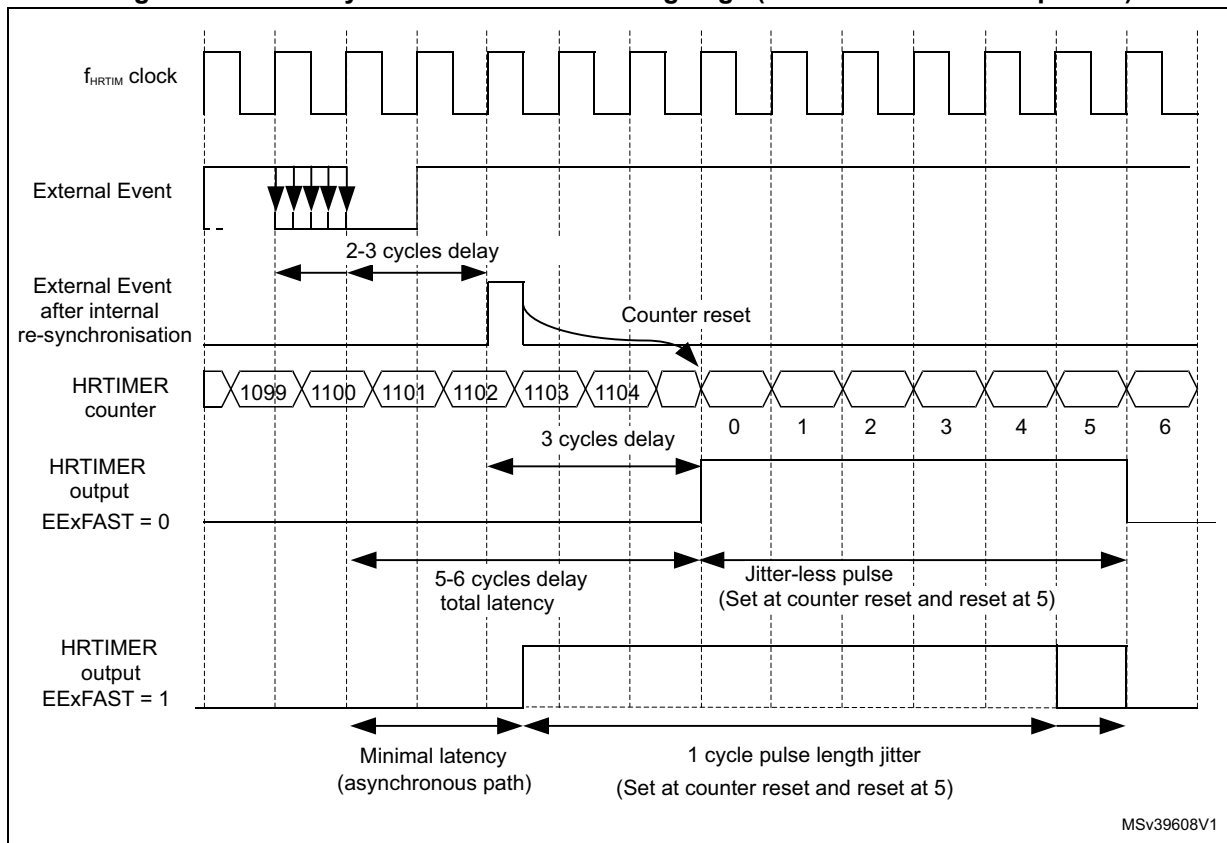 fHRTIM clock
External Event
2-3 cycles delay
External Event
after internal
re-synchronisation
Counter reset
HRTIMER
counter
1099 1100 1101 1102 1103 1104
0 1 2 3 4 5 6
3 cycles delay
HRTIMER
output
EExFAST = 0
5-6 cycles delay
total latency
Jitter-less pulse
(Set at counter reset and reset at 5)
HRTIMER
output
EExFAST = 1
Minimal latency
(asynchronous path)
1 cycle pulse length jitter
(Set at counter reset and reset at 5)
MSv39608V1